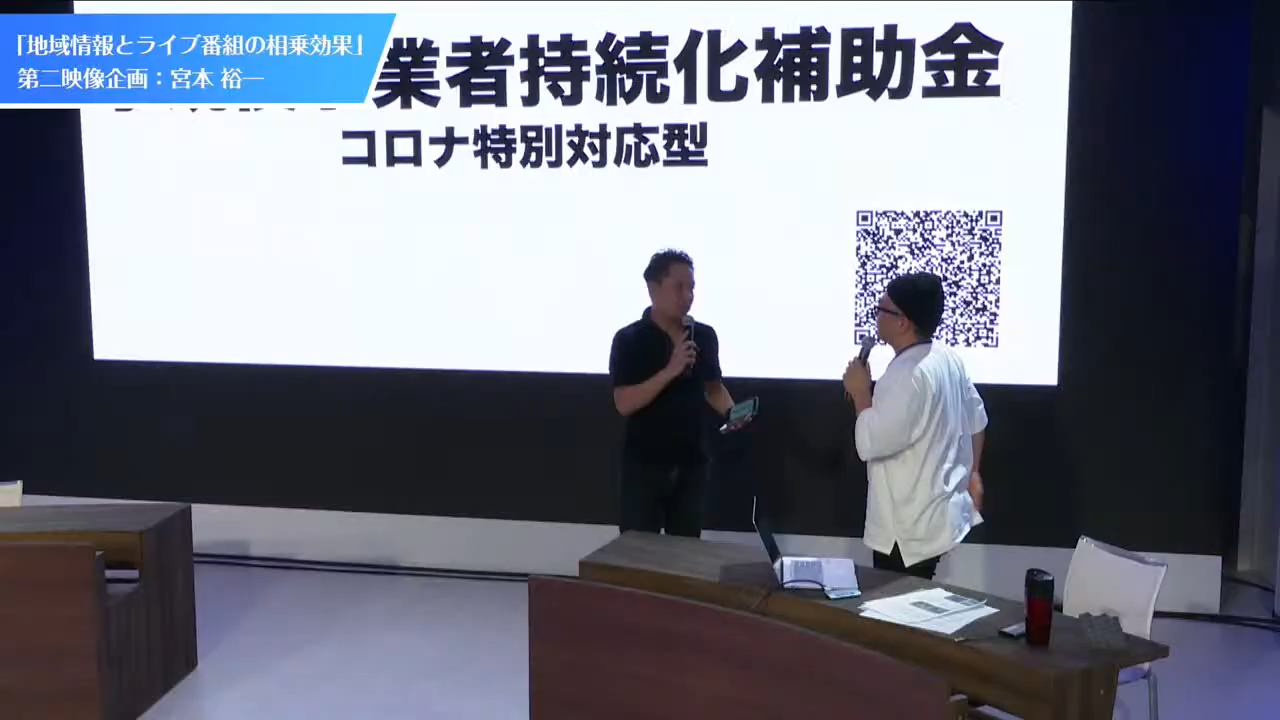 「地域情報とライブ番組の相乗効果」
第二映像企画：宮本 裕一
業者持続化補助金
コロナ特別対応型